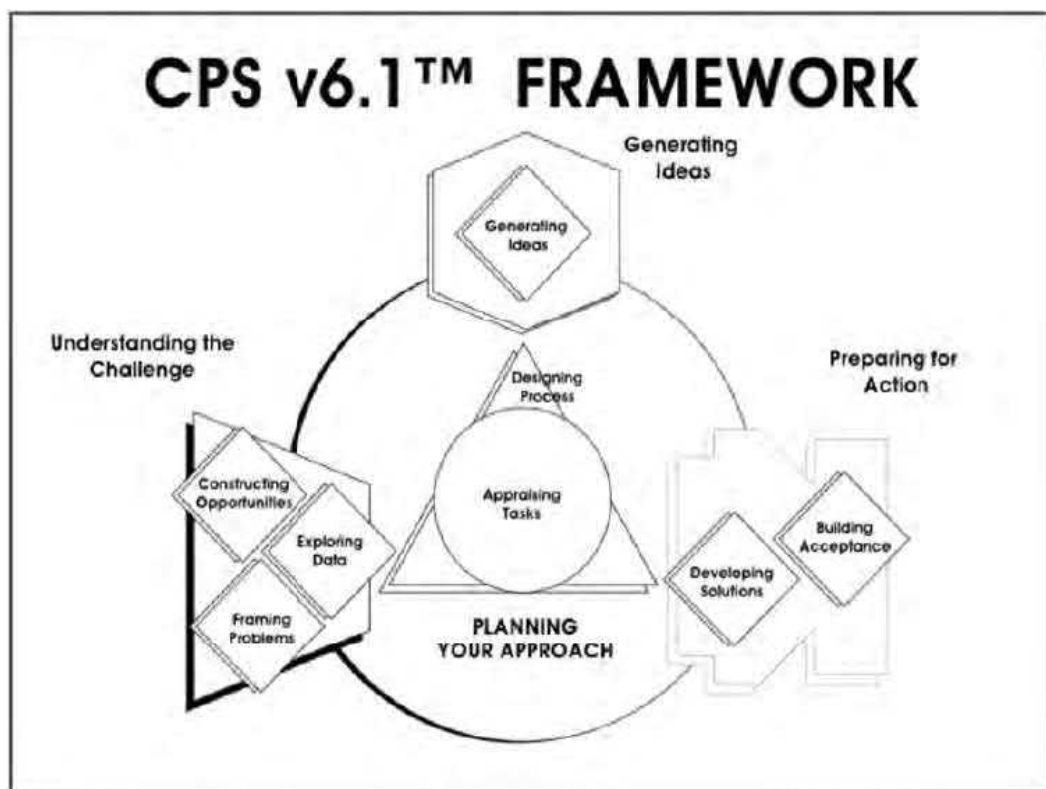 CPS v6.1™ FRAMEWORK
Generating
Ideas
Generating
Ideas
Understanding the
Challenge
Preparing for
Action
Designing
Process
Constructing
Opportunities
Appraising
Tasks
Exploring
Data
Building
Acceptance
Developing
Solutions
Framing
Problems
PLANNING
YOUR APPROACH